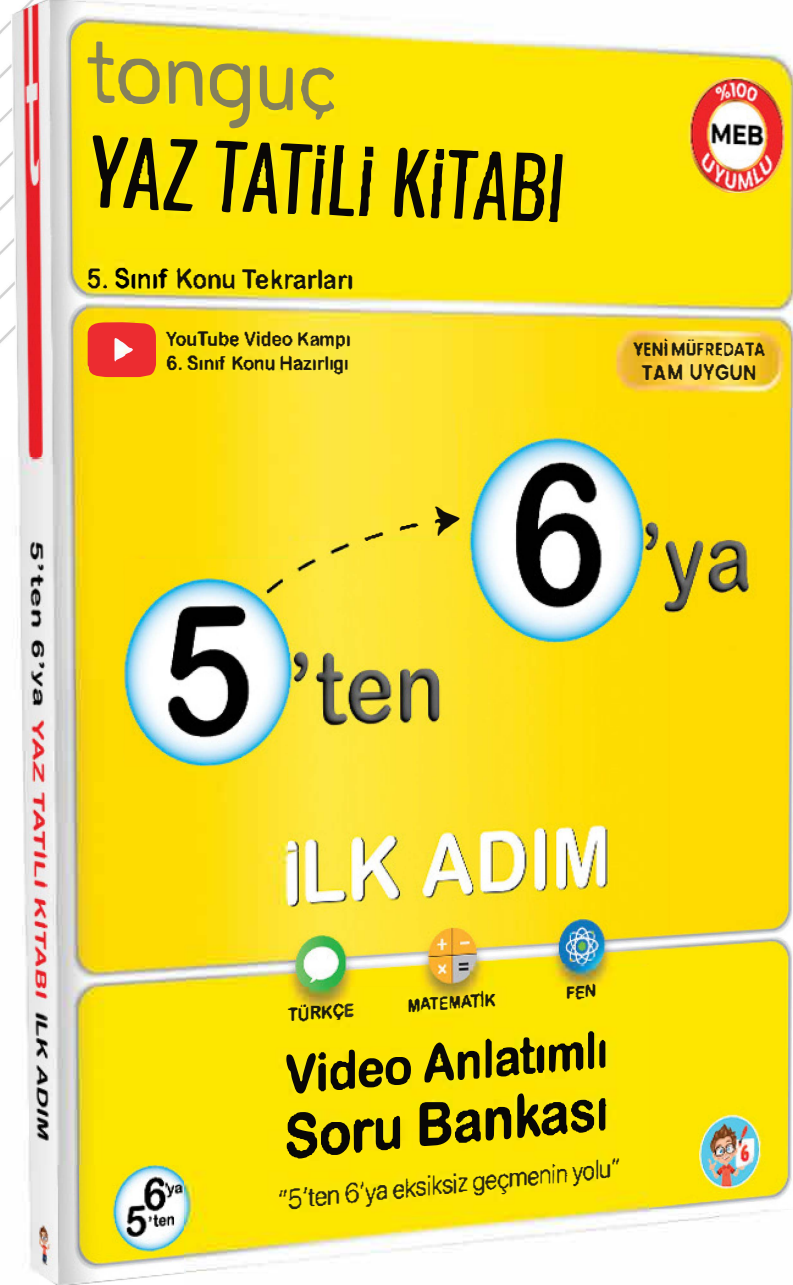 tonguç
YAZ TATİLİ KİTABI
%100
MEB
UYUMLU
5. Sınıf Konu Tekrarları
YouTube Video Kampı
6. Sınıf Konu Hazırlıgı
YENİ MÜFREDATA
TAM UYGUN
6'ya
5'ten
İLK ADIM
TÜRKÇE
MATEMATİK
FEN
Video Anlatımlı
Soru Bankası
"5'ten 6'ya eksiksiz geçmenin yolu"
6'ya
5'ten
6
t
5'ten 6'ya YAZ TATİLİ KİTABI İLK ADIM